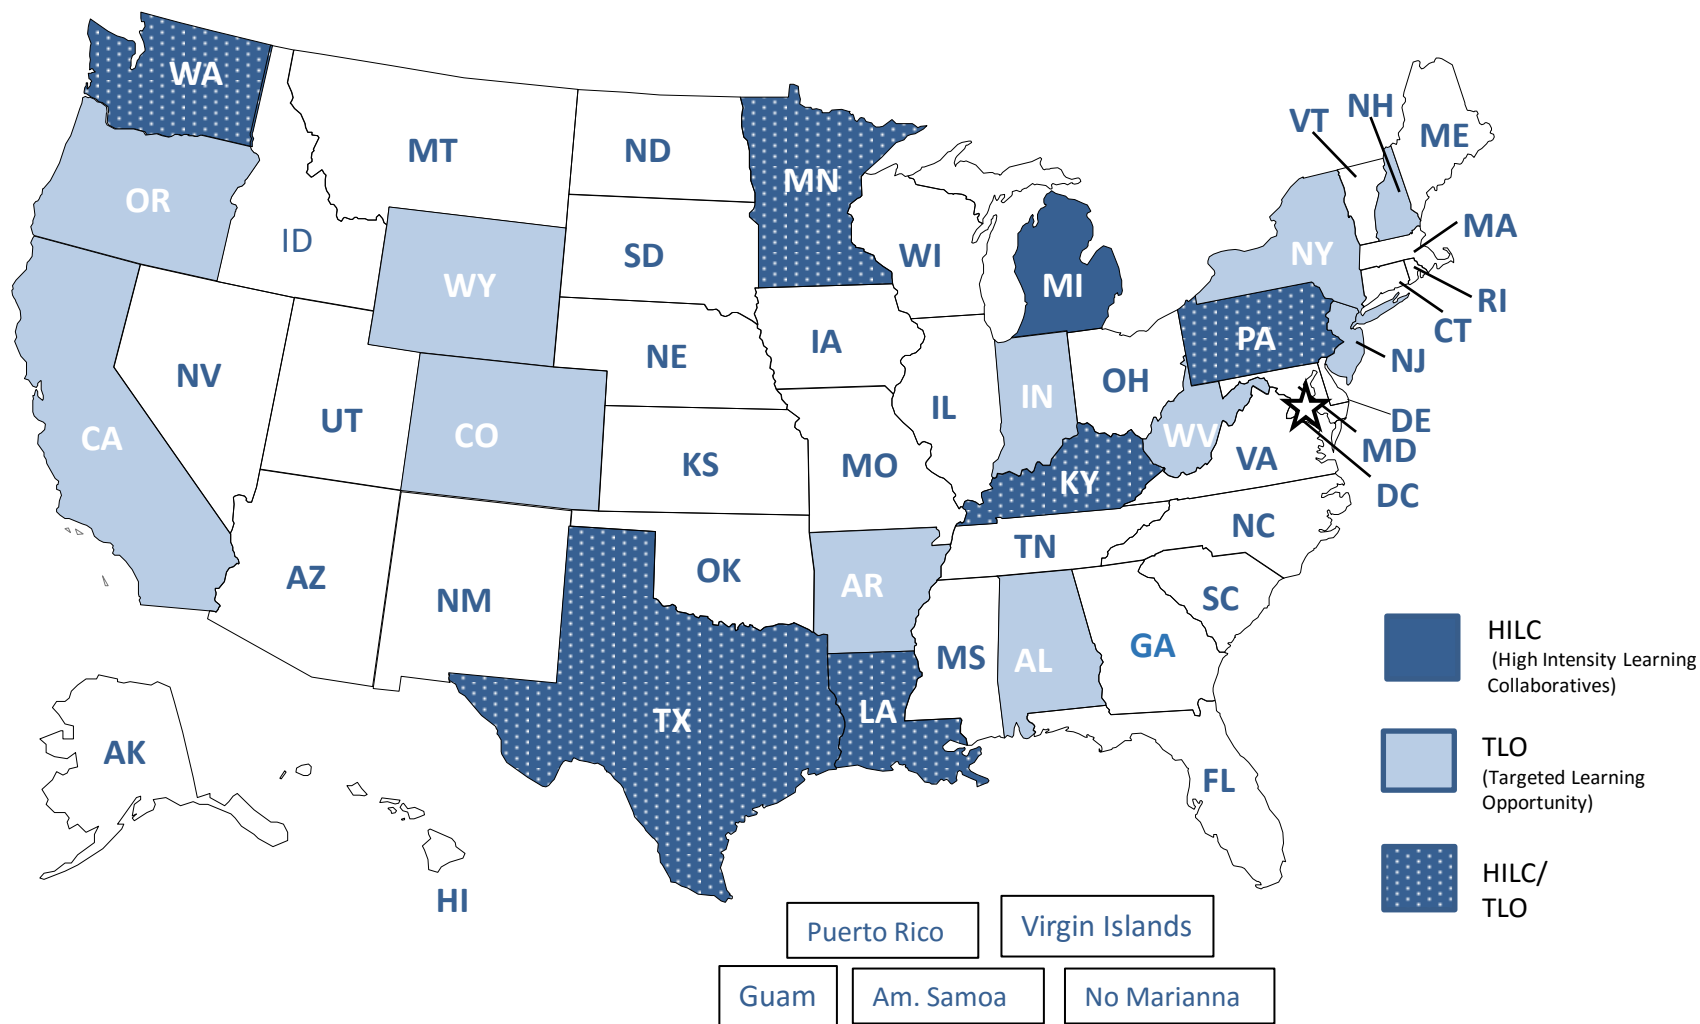 WA
MT
ND
MN
VT
NH
ME
OR
ID
SD
WI
MI
NY
MA
WY
RI
CT
NV
NE
IA
PA
NJ
UT
CA
CO
KS
MO
IL
IN
OH
WV
VA
DE
MD
DC
KY
AZ
NM
OK
AR
TN
NC
SC
MS
AL
GA
TX
LA
FL
AK
HI
HILC
(High Intensity Learning
Collaboratives)
TLO
(Targeted Learning
Opportunity)
HILC/
TLO
Puerto Rico
Virgin Islands
Guam
Am. Samoa
No Marianna